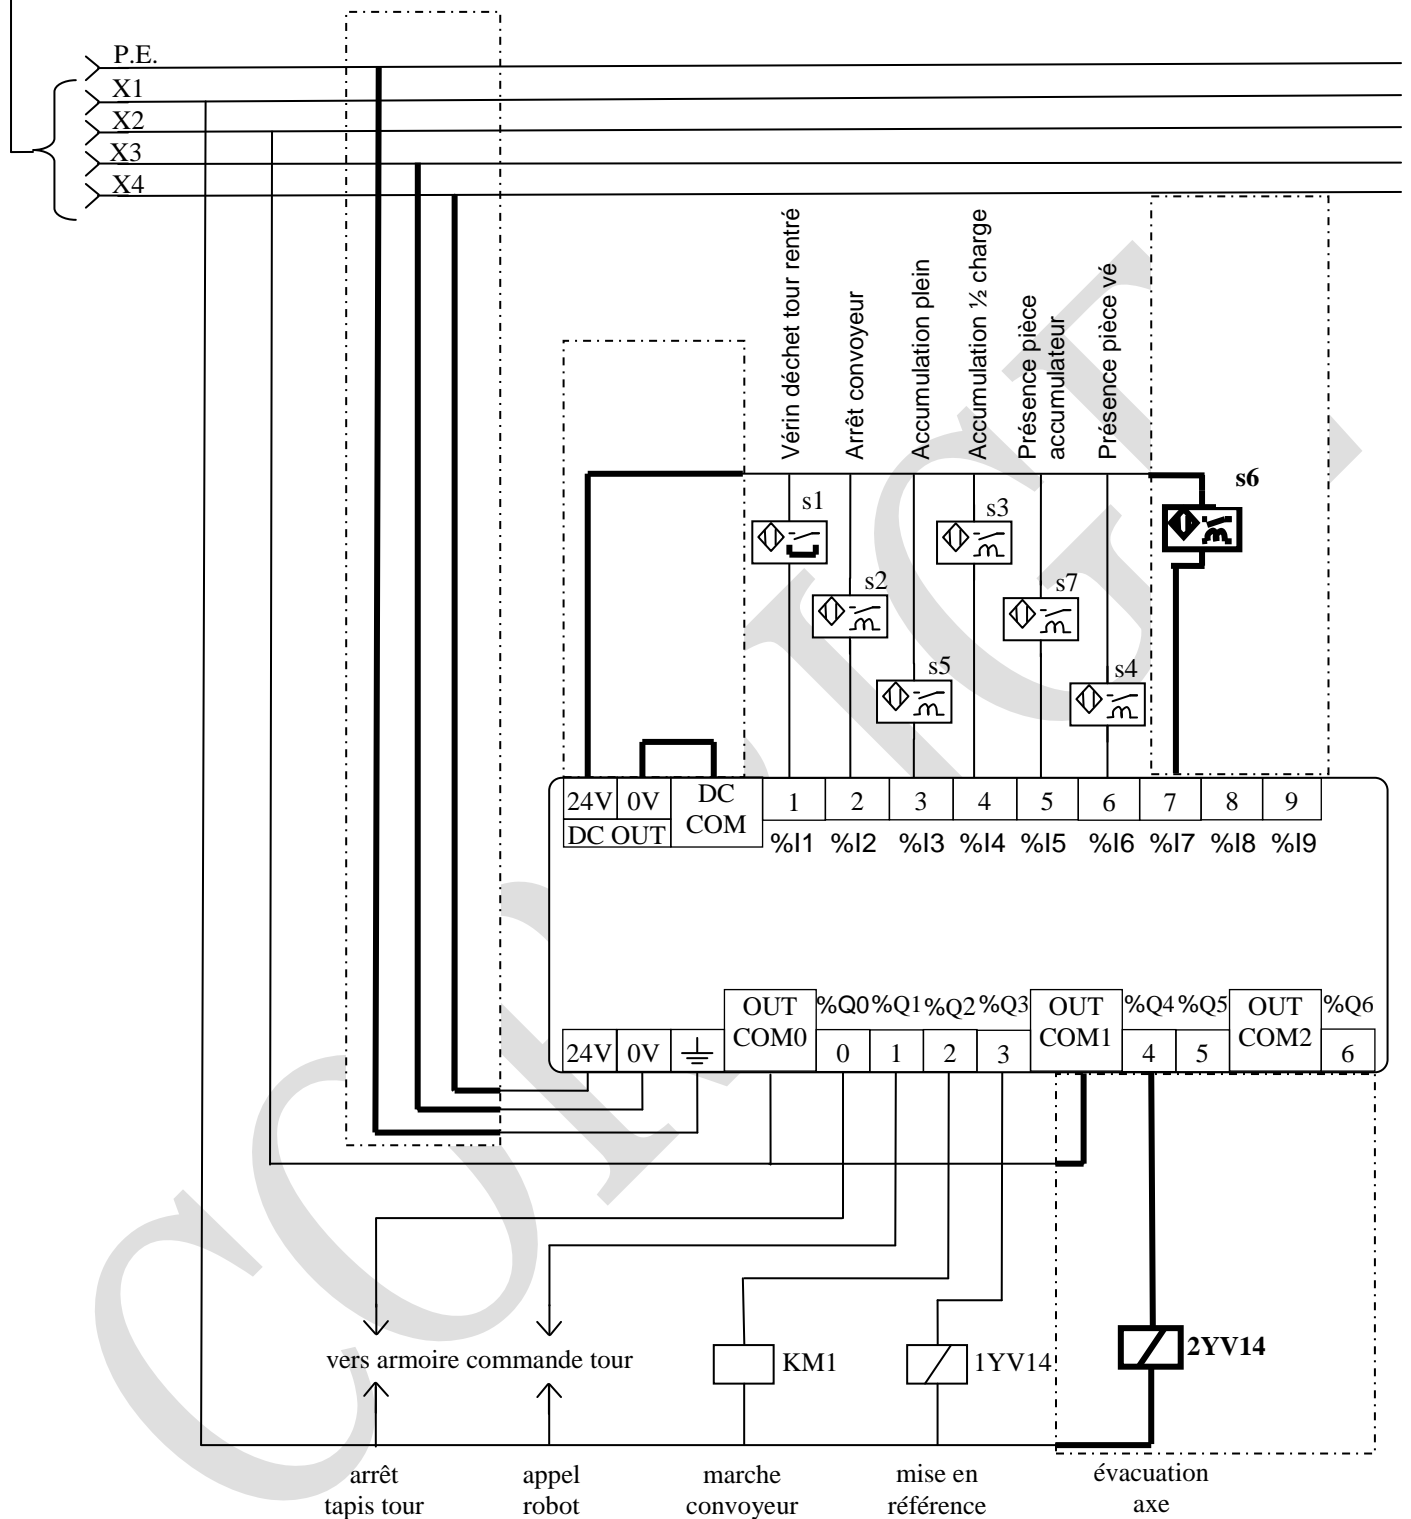 P.E.
X1
X2
X3
X4
Vérin déchet tour rentré
Arrêt convoyeur
Accumulation plein
Accumulation ½ charge
Présence pièce
accumulateur
Présence pièce vé
s1
s2
s5
s3
s7
s4
s6
CORRIGE
24V
0V
DC OUT
DC
COM
1
2
3
4
5
6
7
8
9
%I1
%I2
%I3
%I4
%I5
%I6
%I7
%I8
%I9
24V
0V
OUT
COM0
%Q0
%Q1
%Q2
%Q3
OUT
COM1
%Q4
%Q5
OUT
COM2
%Q6
0
1
2
3
4
5
6
vers armoire commande tour
KM1
1YV14
2YV14
arrêt
tapis tour
appel
robot
marche
convoyeur
mise en
référence
évacuation
axe